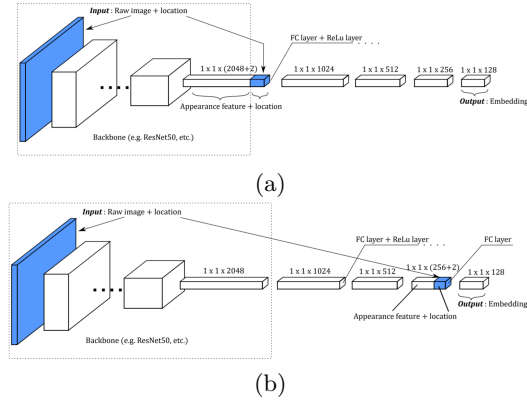 Input : Raw image + location
FC layer + ReLu layer . . . .
1 x 1 x (2048+2)
1 x 1 x 1024
1 x 1 x 512
1 x 1 x 256
1 x 1 x 128
Appearance feature + location
Output : Embedding
Backbone (e.g. ResNet50, etc.)
(a)
Input : Raw image + location
FC layer + ReLu layer . . . .
FC layer
1 x 1 x 2048
1 x 1 x 1024
1 x 1 x 512
1 x 1 x (256+2)
1 x 1 x 128
Output : Embedding
Appearance feature + location
Backbone (e.g. ResNet50, etc.)
(b)